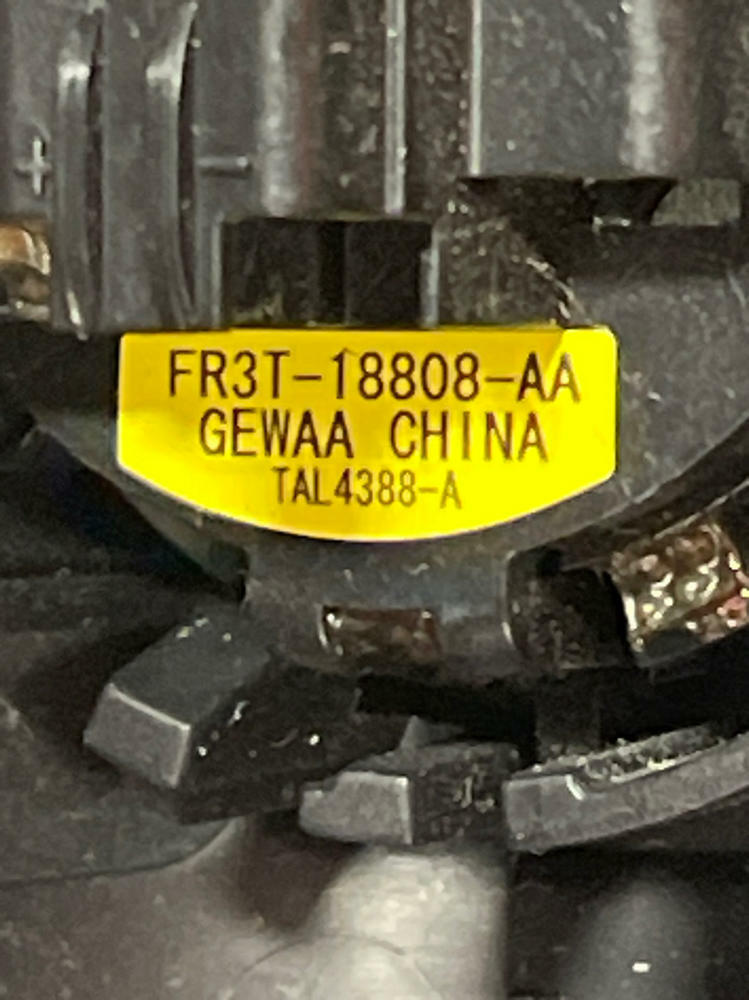 + −
FR3T-18808-AA
GEWAA CHINA
TAL4388-A